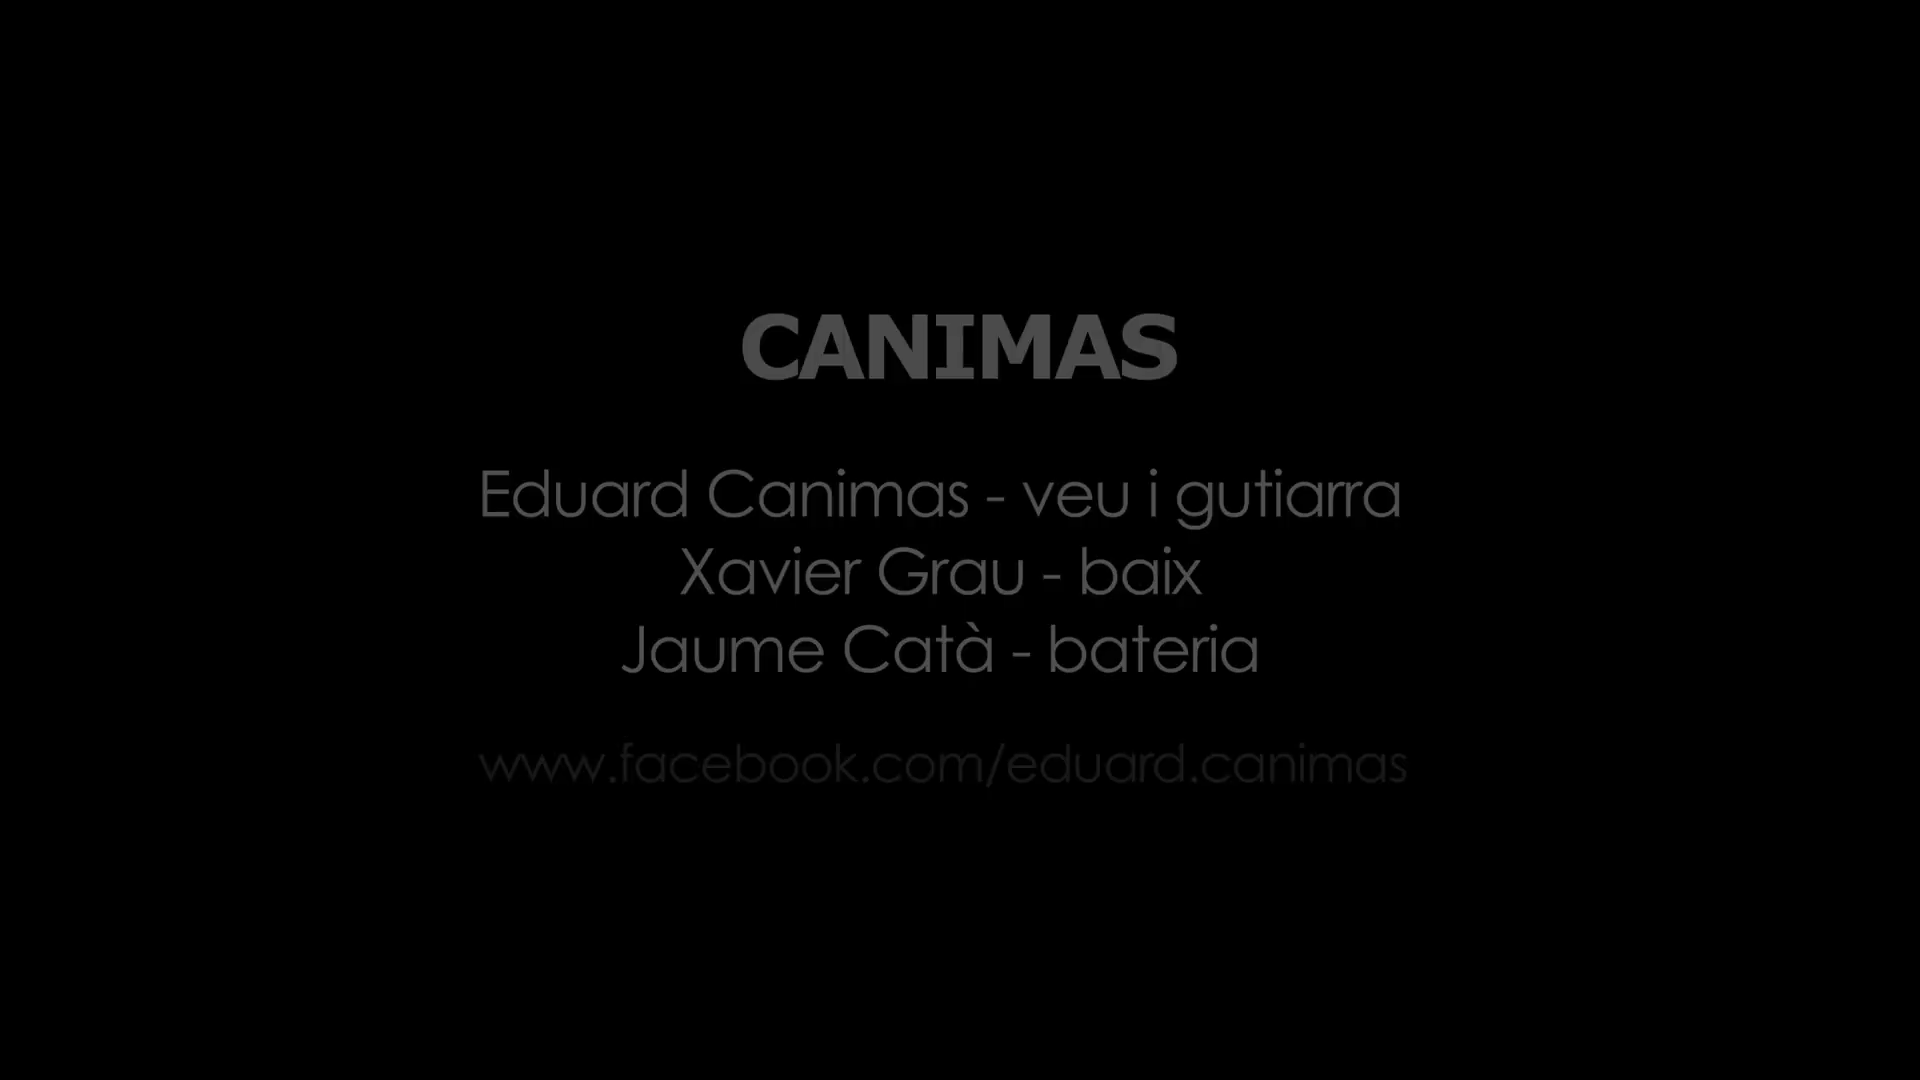 CANIMAS
Eduard Canimas - veu i gutiarra
Xavier Grau - baix
Jaume Catà - bateria
www.facebook.com/eduard.canimas